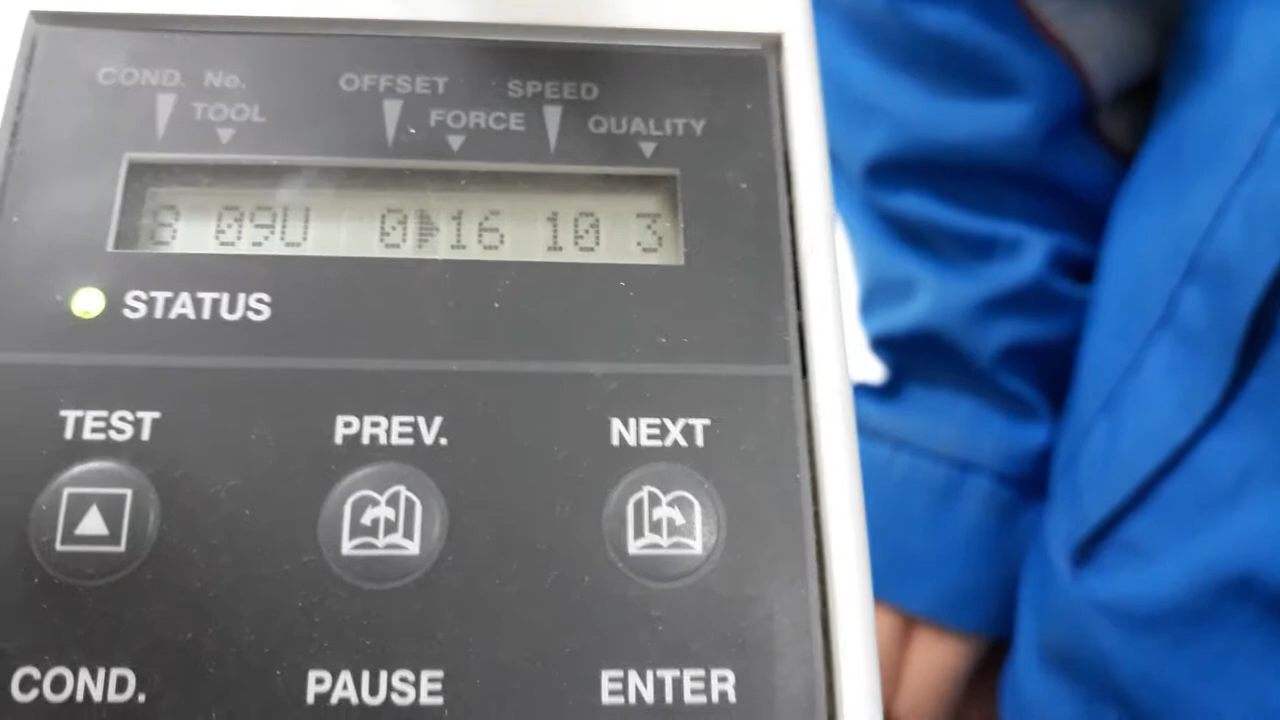 COND. No. OFFSET SPEED
TOOL FORCE QUALITY
8 09U 0 16 10 3
STATUS
TEST PREV. NEXT
COND. PAUSE ENTER